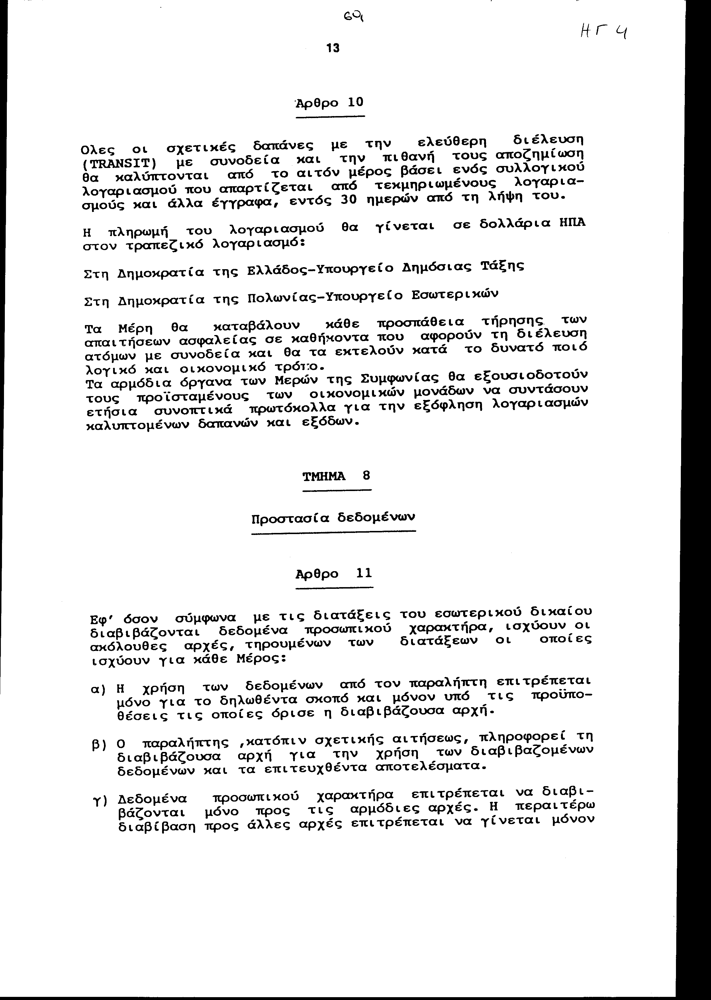 ΗΓ 4
13
Άρθρο 10
Ολες οι σχετικές δαπάνες με την ελεύθερη διέλευση
(TRANSIT) με συνοδεία και την πιθανή τους αποζημίωση
θα καλύπτονται από το αιτόν μέρος βάσει ενός συλλογικού
λογαριασμού που απαρτίζεται από τεκμηριωμένους λογαρια-
σμούς και άλλα έγγραφα, εντός 30 ημερών από τη λήψη του.
Η πληρωμή του λογαριασμού θα γίνεται σε δολλάρια ΗΠΑ
στον τραπεζικό λογαριασμό:
Στη Δημοκρατία της Ελλάδος-Υπουργείο Δημόσιας Τάξης
Στη Δημοκρατία της Πολωνίας-Υπουργείο Εσωτερικών
Τα Μέρη θα καταβάλουν κάθε προσπάθεια τήρησης των
απαιτήσεων ασφαλείας σε καθήκοντα που αφορούν τη διέλευση
ατόμων με συνοδεία και θα τα εκτελούν κατά το δυνατό ποιό
λογικό και οικονομικό τρόπο.
Τα αρμόδια όργανα των Μερών της Συμφωνίας θα εξουσιοδοτούν
τους προϊσταμένους των οικονομικών μονάδων να συντάσουν
ετήσια συνοπτικά πρωτόκολλα για την εξόφληση λογαριασμών
καλυπτομένων δαπανών και εξόδων.
ΤΜΗΜΑ 8
Προστασία δεδομένων
Αρθρο 11
Εφ' όσον σύμφωνα με τις διατάξεις του εσωτερικού δικαίου
διαβιβάζονται δεδομένα προσωπικού χαρακτήρα, ισχύουν οι
ακόλουθες αρχές, τηρουμένων των διατάξεων οι οποίες
ισχύουν για κάθε Μέρος:
α) Η χρήση των δεδομένων από τον παραλήπτη επιτρέπεται
μόνο για το δηλωθέντα σκοπό και μόνον υπό τις προϋπο-
θέσεις τις οποίες όρισε η διαβιβάζουσα αρχή.
β) Ο παραλήπτης ,κατόπιν σχετικής αιτήσεως, πληροφορεί τη
διαβιβάζουσα αρχή για την χρήση των διαβιβαζομένων
δεδομένων και τα επιτευχθέντα αποτελέσματα.
γ) Δεδομένα προσωπικού χαρακτήρα επιτρέπεται να διαβι-
βάζονται μόνο προς τις αρμόδιες αρχές. Η περαιτέρω
διαβίβαση προς άλλες αρχές επιτρέπεται να γίνεται μόνον